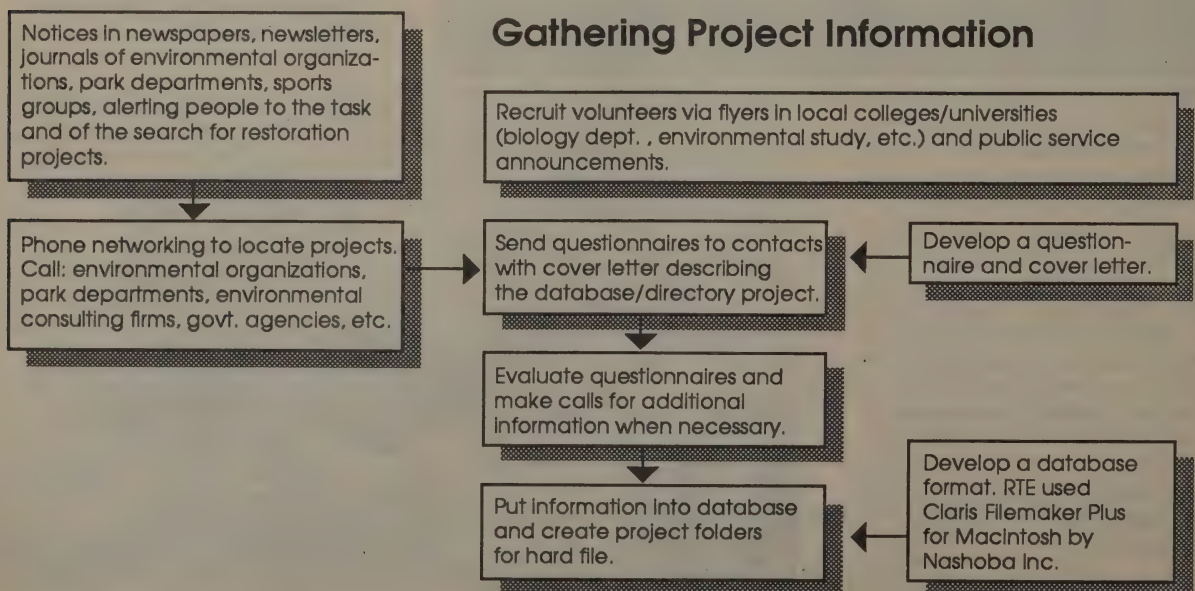 Gathering Project Information
Notices in newspapers, newsletters,
journals of environmental organiza-
tions, park departments, sports
groups, alerting people to the task
and of the search for restoration
projects.
Recruit volunteers via flyers in local colleges/universities
(biology dept. , environmental study, etc.) and public service
announcements.
Phone networking to locate projects.
Call: environmental organizations,
park departments, environmental
consulting firms, govt. agencies, etc.
Send questionnaires to contacts
with cover letter describing
the database/directory project.
Develop a question-
naire and cover letter.
Evaluate questionnaires and
make calls for additional
information when necessary.
Put information into database
and create project folders
for hard file.
Develop a database
format. RTE used
Claris Filemaker Plus
for Macintosh by
Nashoba Inc.